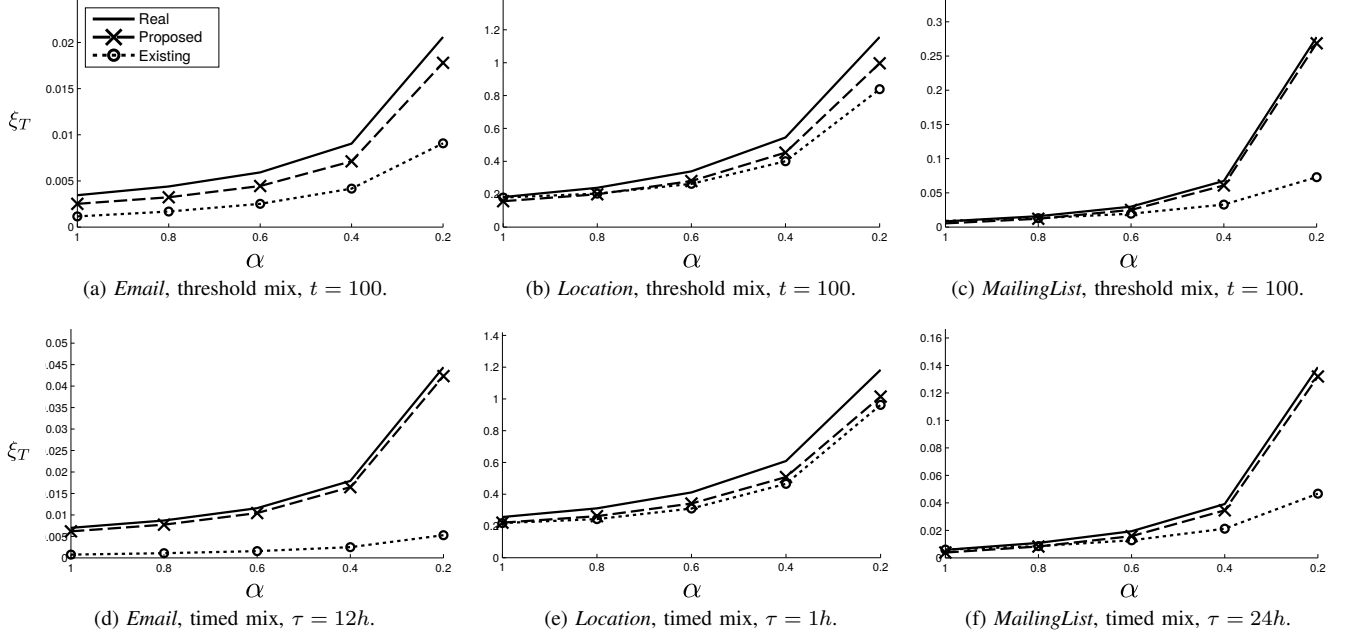 Real
Proposed
Existing
0.02
0.015
0.01
0.005
0
1 0.8 0.6 0.4 0.2
ξT
α
(a) Email, threshold mix, t = 100.
1.2
1
0.8
0.6
0.4
0.2
0
1 0.8 0.6 0.4 0.2
α
(b) Location, threshold mix, t = 100.
0.3
0.25
0.2
0.15
0.1
0.05
0
1 0.8 0.6 0.4 0.2
α
(c) MailingList, threshold mix, t = 100.
0.05
.045
0.04
.035
0.03
.025
0.02
.015
0.01
.005
0
1 0.8 0.6 0.4 0.2
ξT
α
(d) Email, timed mix, τ = 12h.
1.4
1.2
1
0.8
0.6
0.4
0.2
0
1 0.8 0.6 0.4 0.2
α
(e) Location, timed mix, τ = 1h.
0.16
0.14
0.12
0.1
0.08
0.06
0.04
0.02
0
1 0.8 0.6 0.4 0.2
α
(f) MailingList, timed mix, τ = 24h.